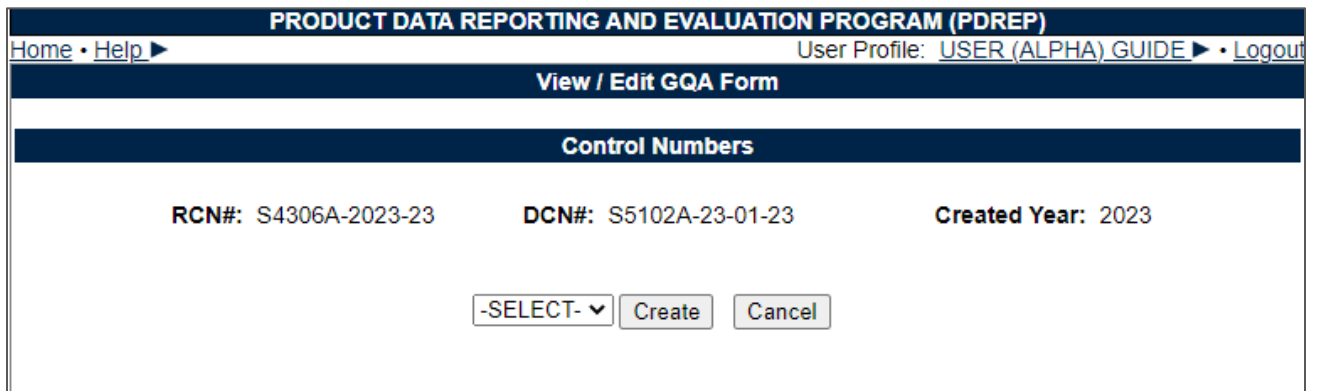 PRODUCT DATA REPORTING AND EVALUATION PROGRAM (PDREP)
Home • Help ▶ User Profile: USER (ALPHA) GUIDE ▶ • Logout
View / Edit GQA Form
Control Numbers
RCN#: S4306A-2023-23 DCN#: S5102A-23-01-23 Created Year: 2023
-SELECT- Create Cancel